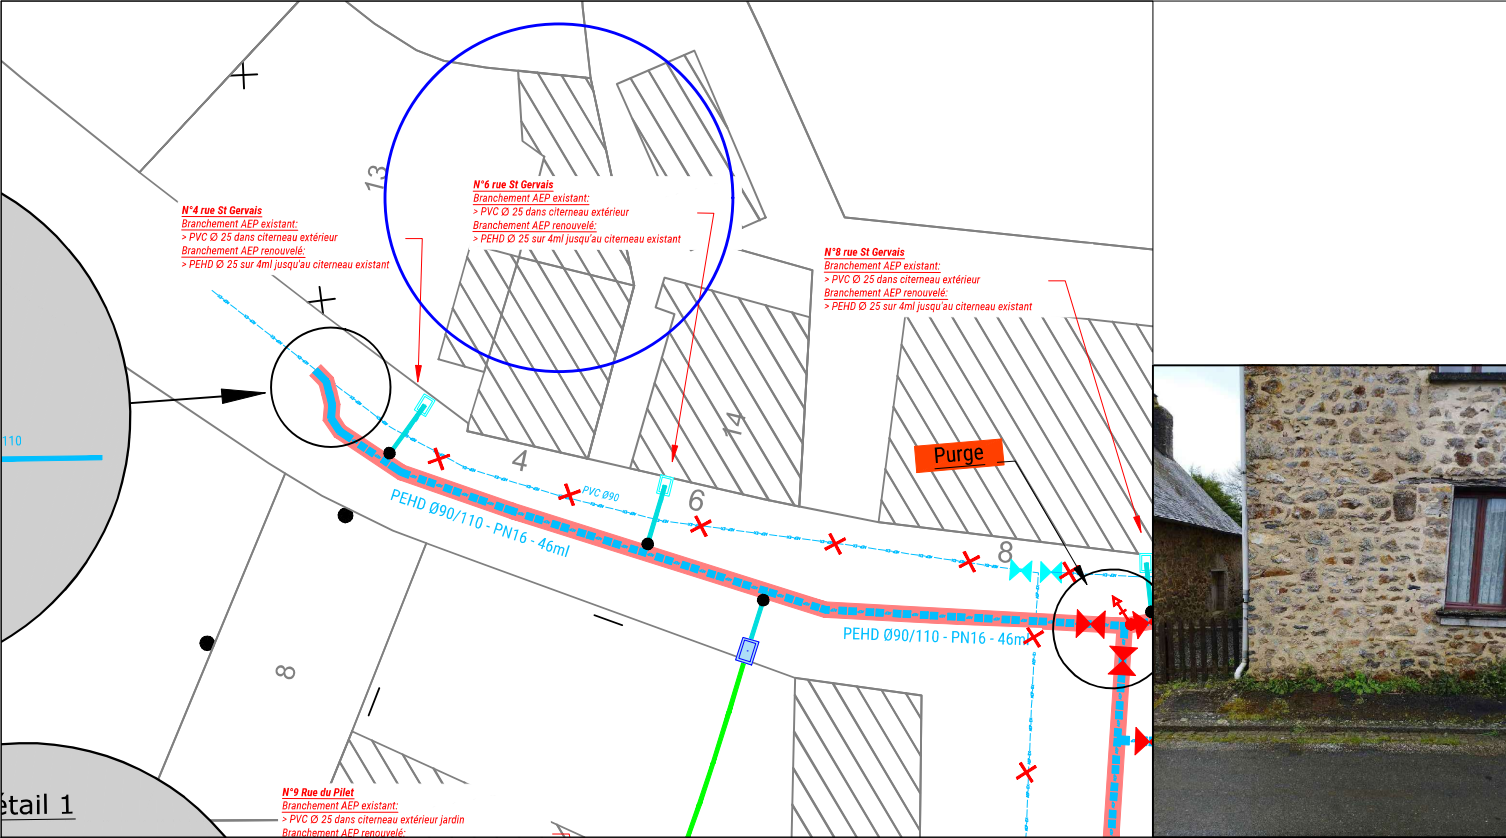 13
N°6 rue St Gervais
Branchement AEP existant:
> PVC Ø 25 dans citerneau extérieur
Branchement AEP renouvelé:
> PEHD Ø 25 sur 4ml jusqu'au citerneau existant
N°4 rue St Gervais
Branchement AEP existant:
> PVC Ø 25 dans citerneau extérieur
Branchement AEP renouvelé:
> PEHD Ø 25 sur 4ml jusqu'au citerneau existant
N°8 rue St Gervais
Branchement AEP existant:
> PVC Ø 25 dans citerneau extérieur
Branchement AEP renouvelé:
> PEHD Ø 25 sur 4ml jusqu'au citerneau existant
14
110
Purge
4
PVC Ø90
6
PEHD Ø90/110 - PN16 - 46ml
8
PEHD Ø90/110 - PN16 - 46ml
8
étail 1
N°9 Rue du Pilet
Branchement AEP existant:
> PVC Ø 25 dans citerneau extérieur jardin
Branchement AEP renouvelé: